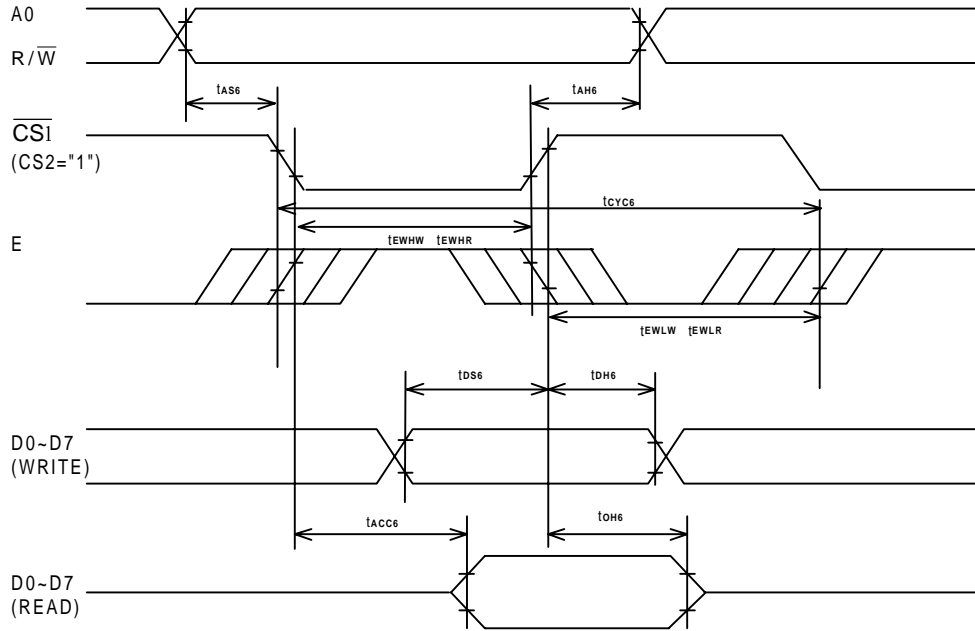 A0
R/W̅
tAS6 tAH6
C̅S̅1̅
(CS2="1")
tCYC6
tEWHW tEWHR
E
tEWLW tEWLR
tDS6 tDH6
D0~D7
(WRITE)
tACC6 tOH6
D0~D7
(READ)